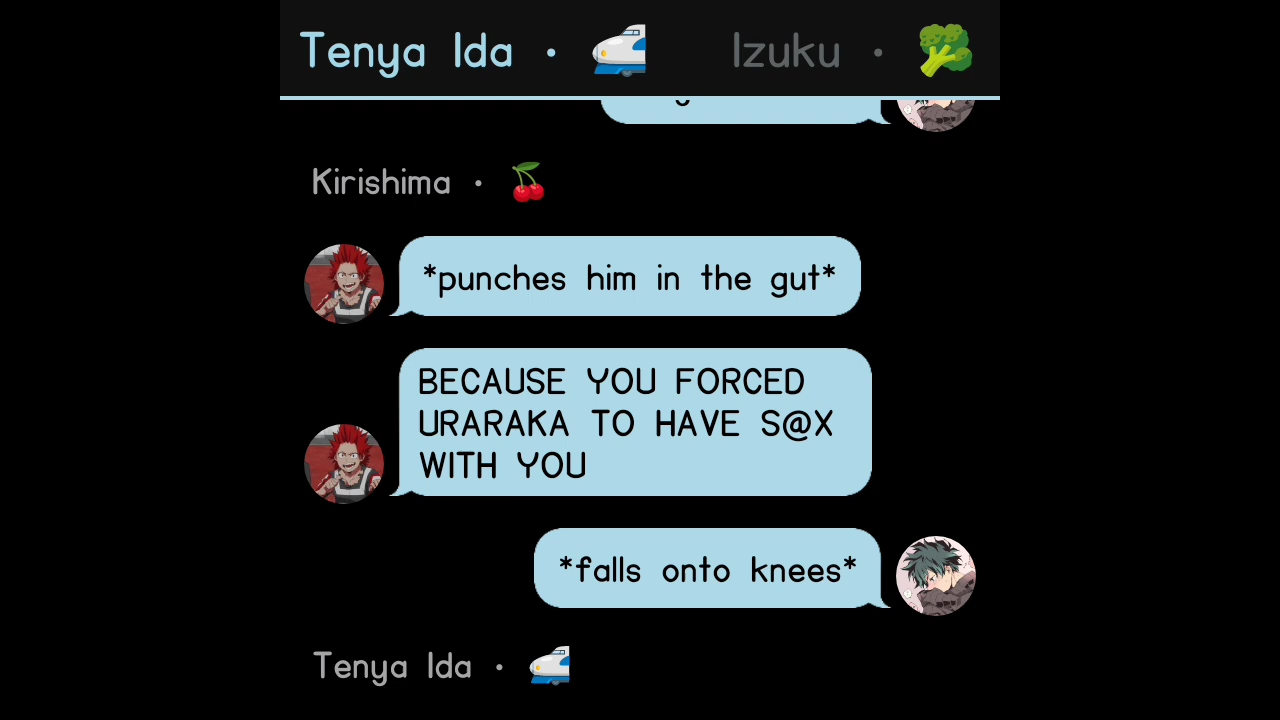 Tenya Ida · Izuku ·
Kirishima ·
*punches him in the gut*
BECAUSE YOU FORCED
URARAKA TO HAVE S@X
WITH YOU
*falls onto knees*
Tenya Ida ·